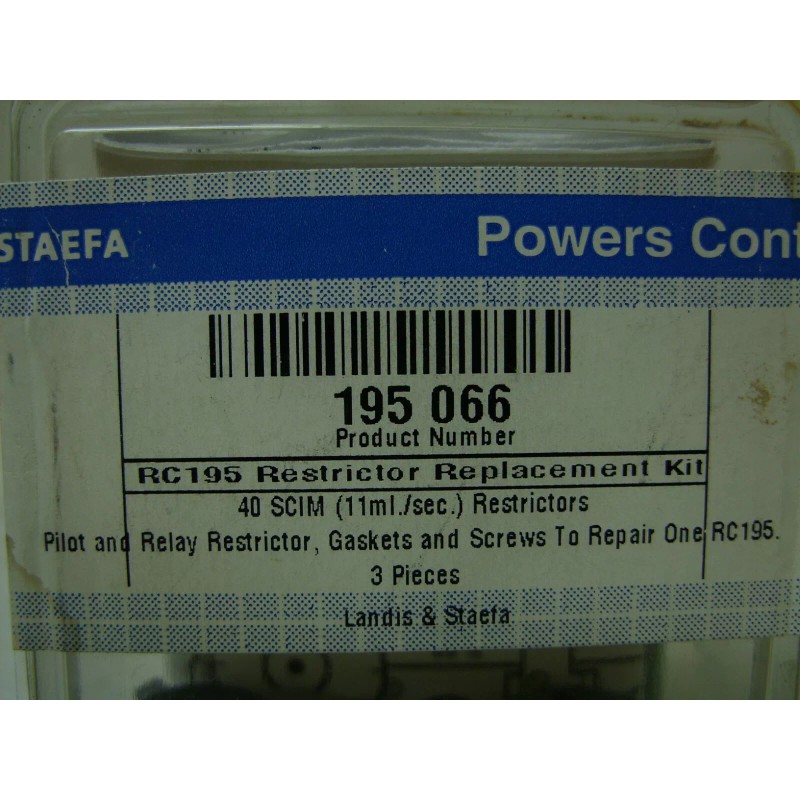 STAEFA Powers Cont
195 066
Product Number
RC195 Restrictor Replacement Kit
40 SCIM (11ml./sec.) Restrictors
Pilot and Relay Restrictor, Gaskets and Screws To Repair One RC195.
3 Pieces
Landis & Staefa